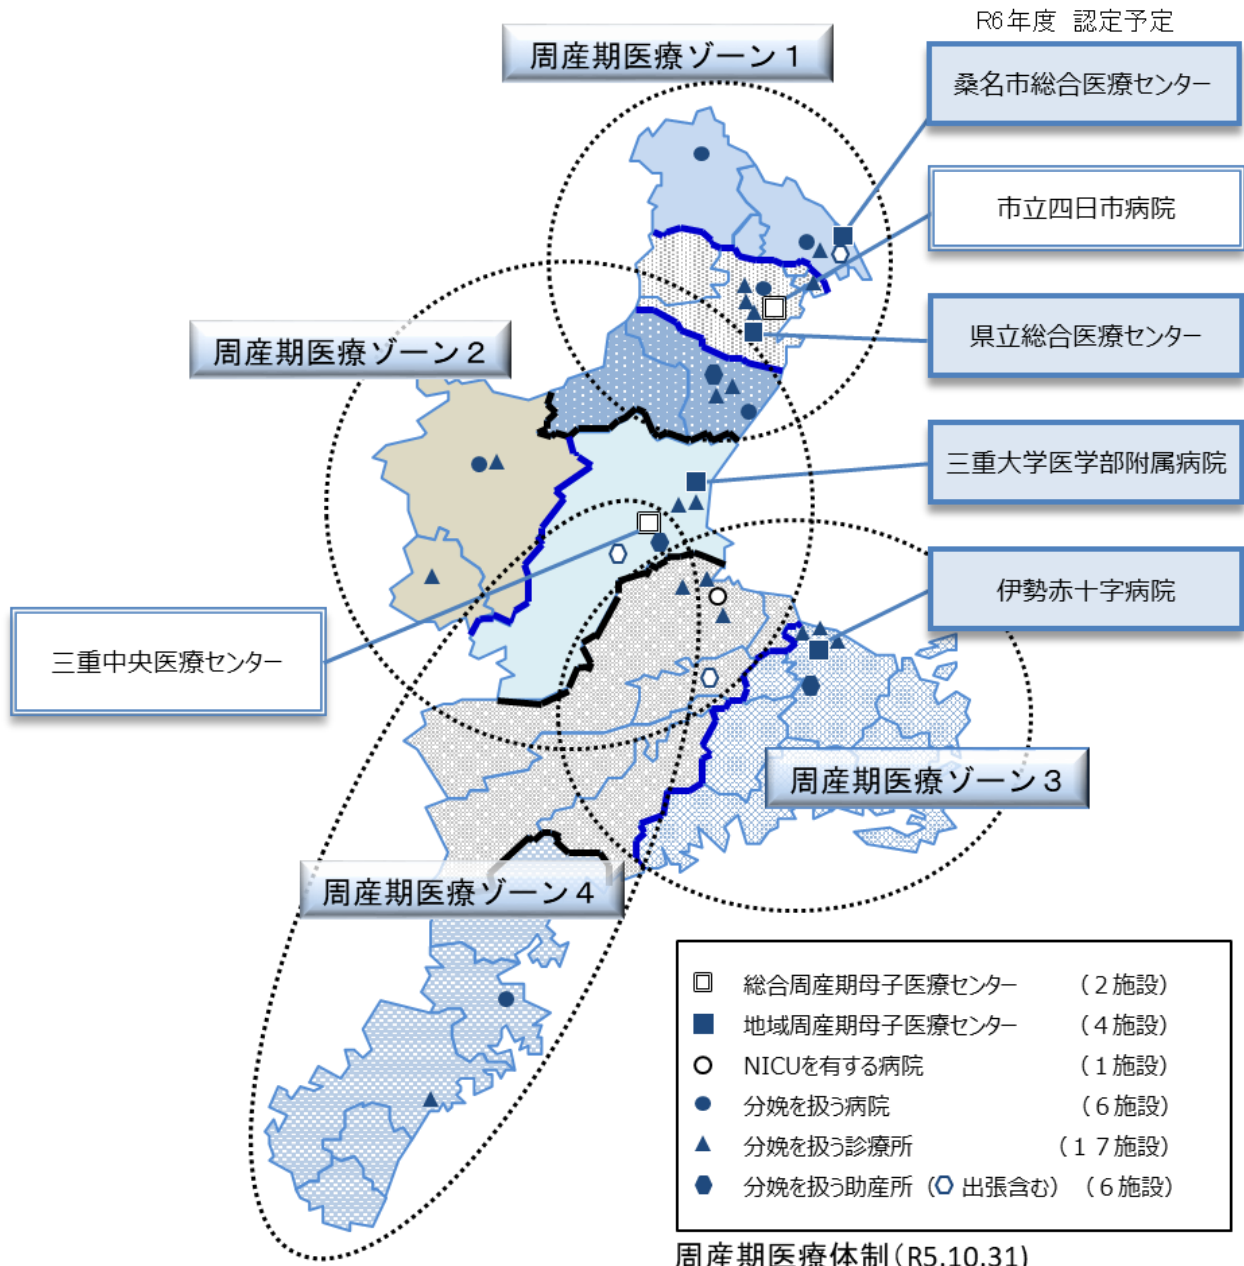 R6年度 認定予定
周産期医療ゾーン１
桑名市総合医療センター
市立四日市病院
周産期医療ゾーン２
県立総合医療センター
三重大学医学部附属病院
伊勢赤十字病院
三重中央医療センター
周産期医療ゾーン３
周産期医療ゾーン４
総合周産期母子医療センター （２施設）
地域周産期母子医療センター （４施設）
NICUを有する病院 （１施設）
分娩を扱う病院 （６施設）
分娩を扱う診療所 （１７施設）
分娩を扱う助産所（ 出張含む）（６施設）
周産期医療体制（R5.10.31）